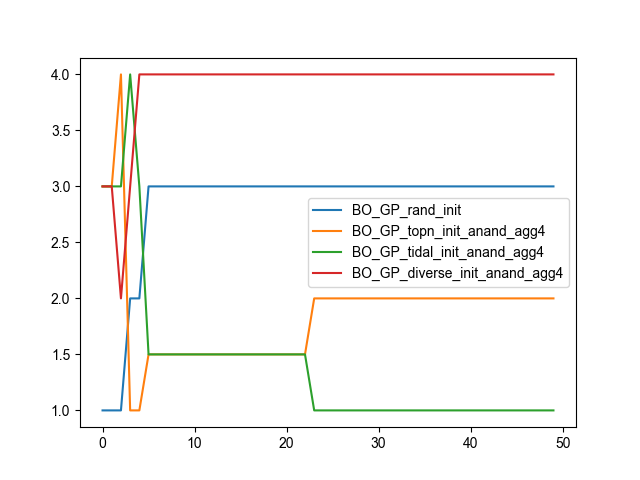 4.0
3.5
3.0
2.5
2.0
1.5
1.0
BO_GP_rand_init
BO_GP_topn_init_anand_agg4
BO_GP_tidal_init_anand_agg4
BO_GP_diverse_init_anand_agg4
0 10 20 30 40 50